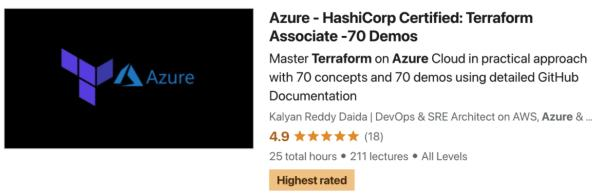 Azure
Azure - HashiCorp Certified: Terraform
Associate -70 Demos
Master Terraform on Azure Cloud in practical approach
with 70 concepts and 70 demos using detailed GitHub
Documentation
Kalyan Reddy Daida | DevOps & SRE Architect on AWS, Azure & ...
4.9 ★★★★★ (18)
25 total hours • 211 lectures • All Levels
Highest rated